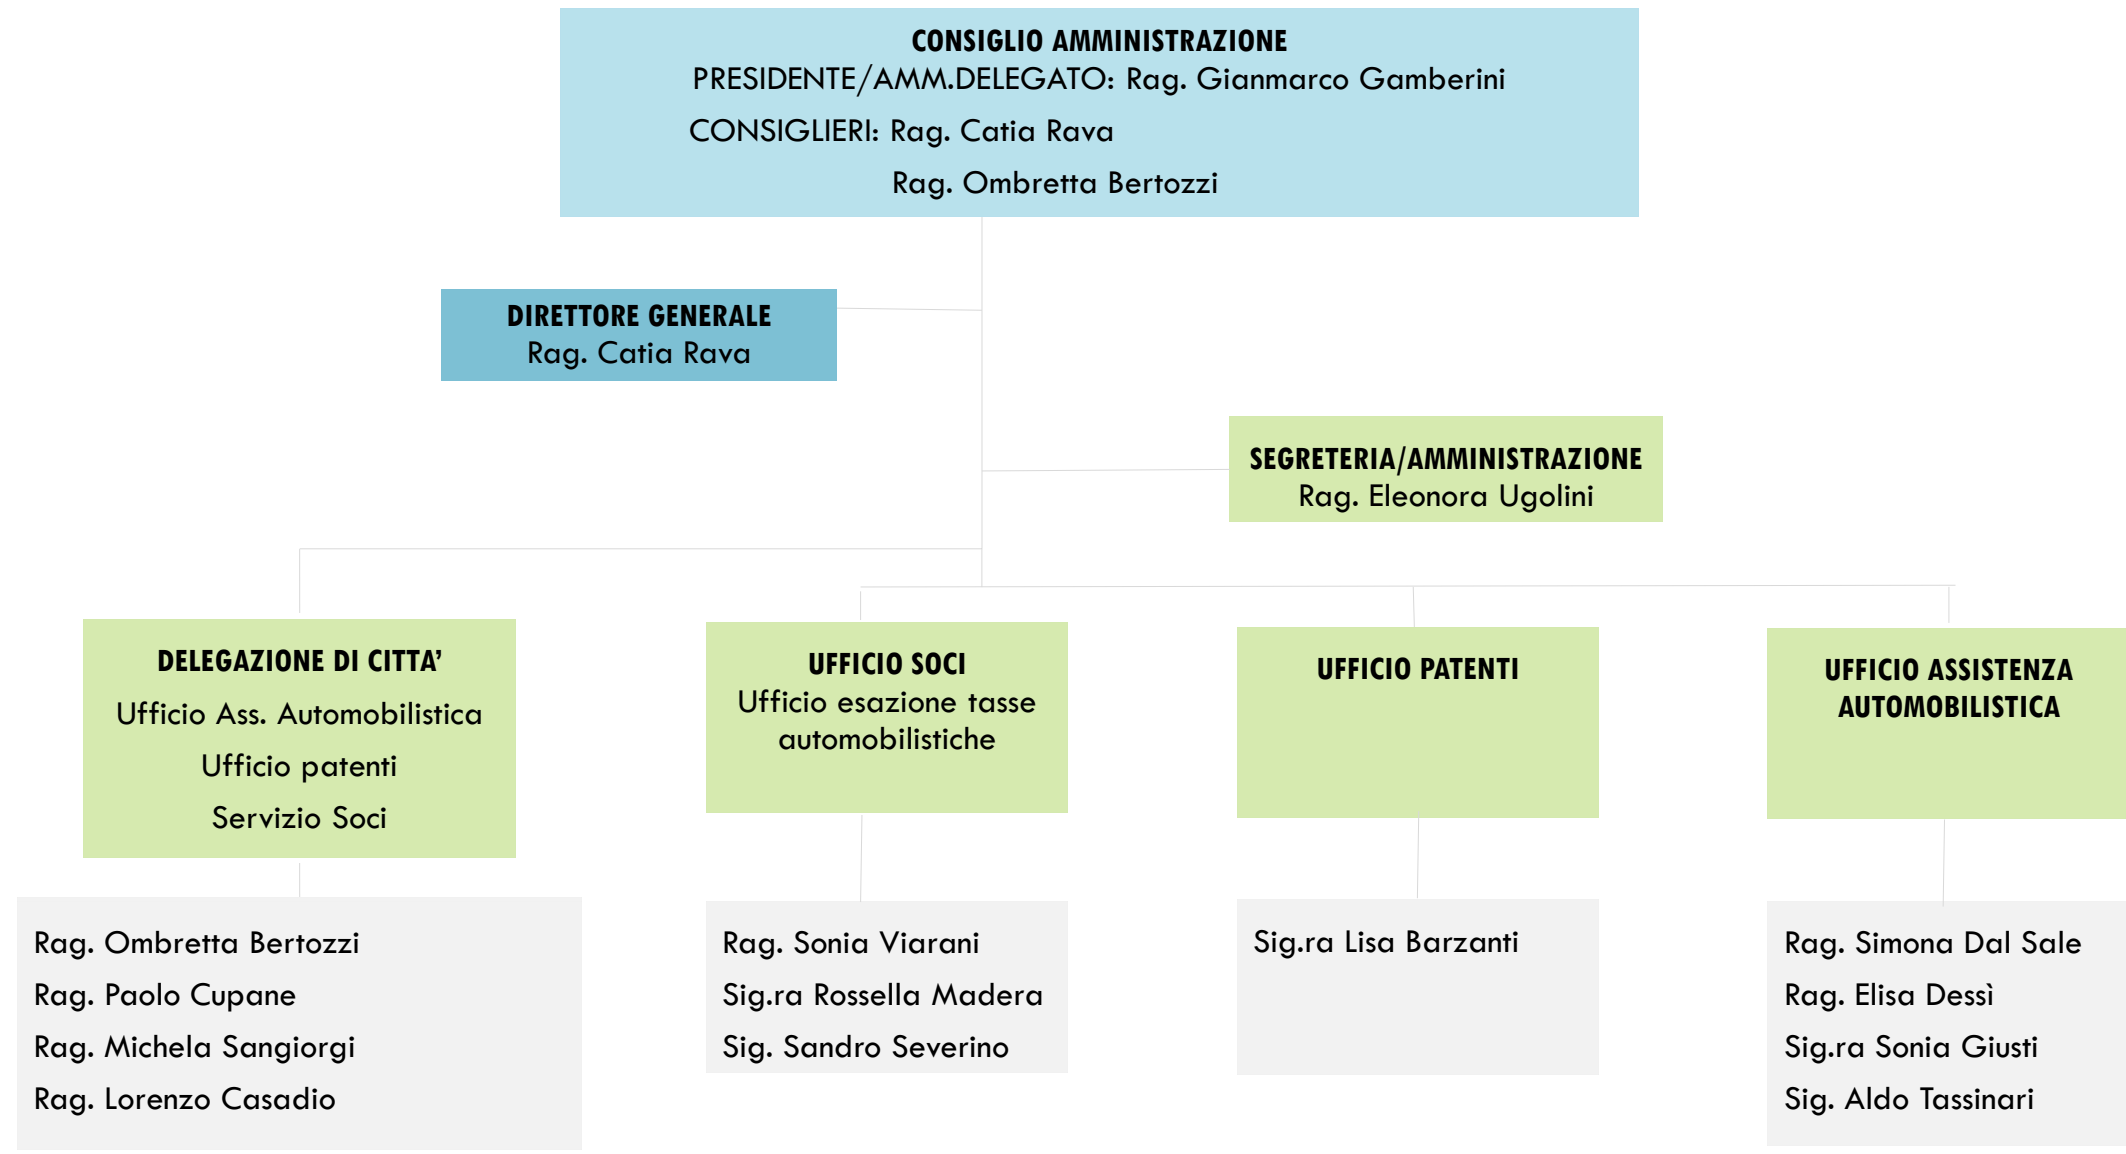 CONSIGLIO AMMINISTRAZIONE
PRESIDENTE/AMM.DELEGATO: Rag. Gianmarco Gamberini
CONSIGLIERI: Rag. Catia Rava
Rag. Ombretta Bertozzi
DIRETTORE GENERALE
Rag. Catia Rava
SEGRETERIA/AMMINISTRAZIONE
Rag. Eleonora Ugolini
DELEGAZIONE DI CITTA’
Ufficio Ass. Automobilistica
Ufficio patenti
Servizio Soci
UFFICIO SOCI
Ufficio esazione tasse
automobilistiche
UFFICIO PATENTI
UFFICIO ASSISTENZA
AUTOMOBILISTICA
Rag. Ombretta Bertozzi
Rag. Paolo Cupane
Rag. Michela Sangiorgi
Rag. Lorenzo Casadio
Rag. Sonia Viarani
Sig.ra Rossella Madera
Sig. Sandro Severino
Sig.ra Lisa Barzanti
Rag. Simona Dal Sale
Rag. Elisa Dessì
Sig.ra Sonia Giusti
Sig. Aldo Tassinari